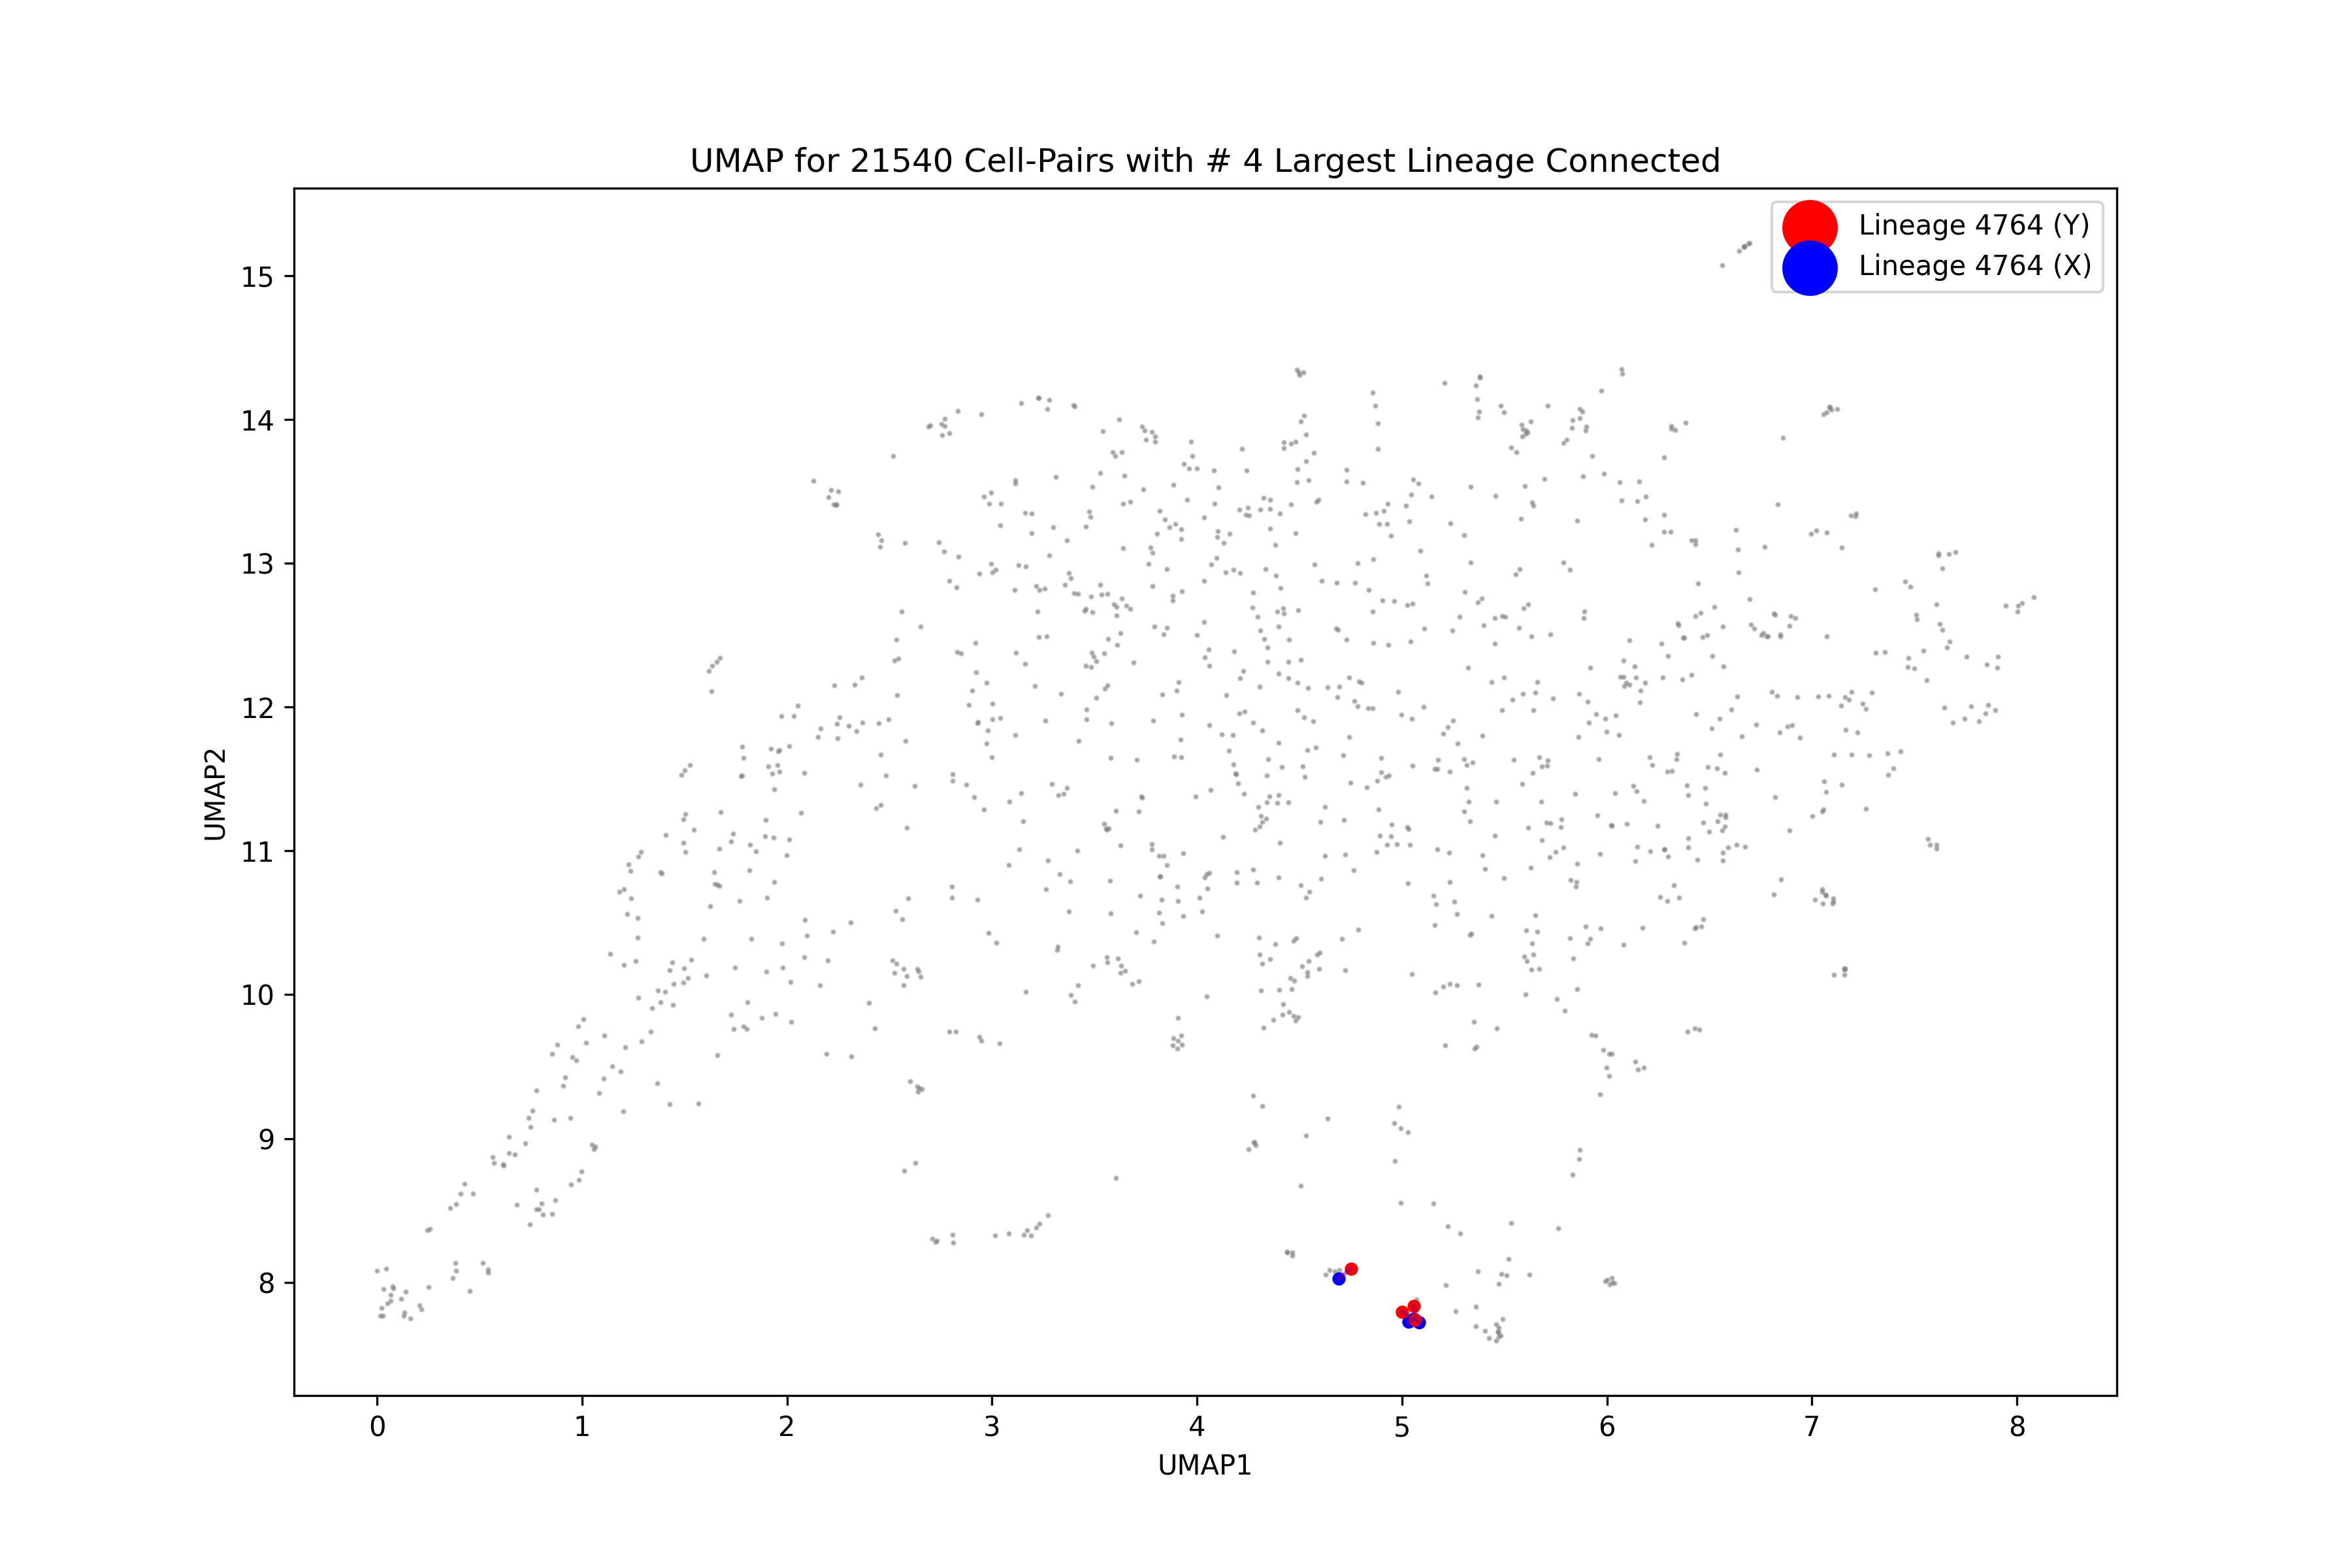 UMAP for 21540 Cell-Pairs with # 4 Largest Lineage Connected
Lineage 4764 (Y)
Lineage 4764 (X)
15
14
13
12
11
10
9
8
UMAP2
0 1 2 3 4 5 6 7 8
UMAP1